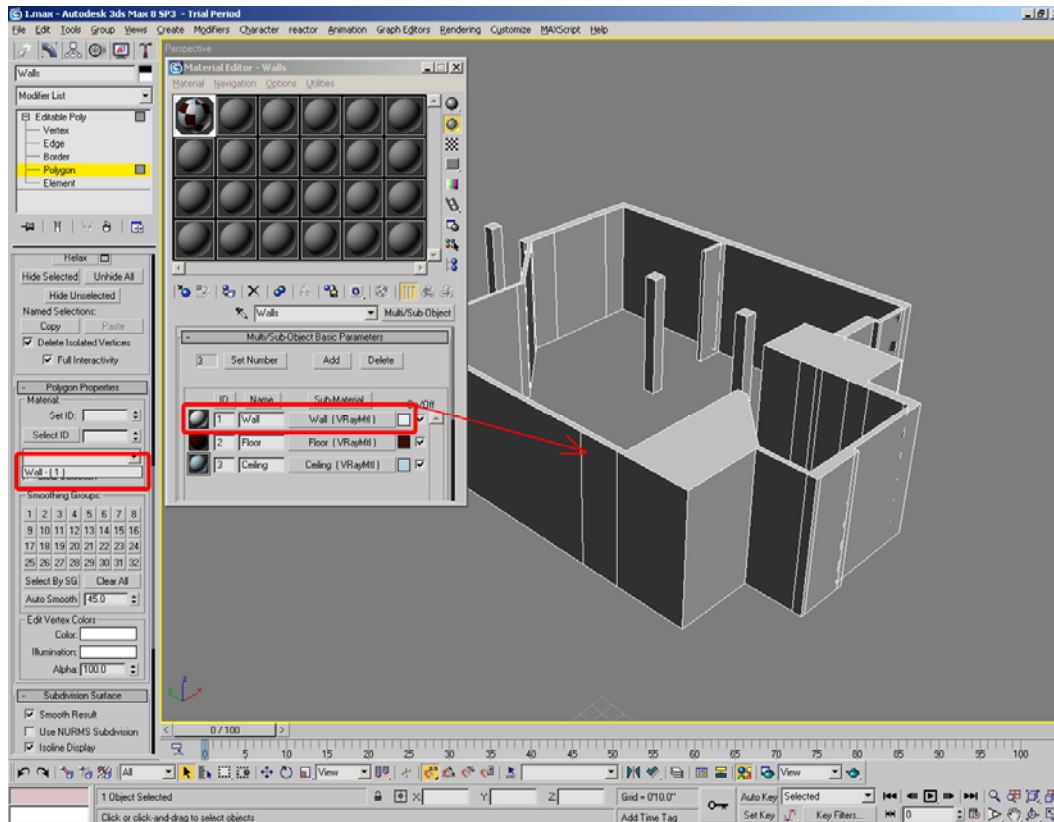 1.max - Autodesk 3ds Max 8 SP3 - Trial Period
File Edit Tools Group Views Create Modifiers Character reactor Animation Graph Editors Rendering Customize MAXScript Help
Walls
Modifier List
Editable Poly
Vertex
Edge
Border
Polygon
Element
Relax
Hide Selected Unhide All
Hide Unselected
Named Selections:
Copy Paste
Delete Isolated Vertices
Full Interactivity
Polygon Properties
Material:
Set ID:
Select ID
Wall - ( 1 )
Smoothing Groups:
1 2 3 4 5 6 7 8
9 10 11 12 13 14 15 16
17 18 19 20 21 22 23 24
25 26 27 28 29 30 31 32
Select By SG Clear All
Auto Smooth 45.0
Edit Vertex Colors
Color:
Illumination:
Alpha: 100.0
Subdivision Surface
Smooth Result
Use NURMS Subdivision
Isoline Display
Perspective
Material Editor - Walls
Material Navigation Options Utilities
Walls Multi/Sub-Object
Multi/Sub-Object Basic Parameters
3 Set Number Add Delete
ID Name Sub-Material On/Off
1 Wall Wall ( VRayMtl )
2 Floor Floor ( VRayMtl )
3 Ceiling Ceiling ( VRayMtl )
z
x
0 / 100
0 5 10 15 20 25 30 35 40 45 50 55 60 65 70 75 80 85 90 95 100
All View View
1 Object Selected X: Y: Z: Grid = 0'10.0" Auto Key Selected
Click or click-and-drag to select objects Add Time Tag Set Key Key Filters... 0